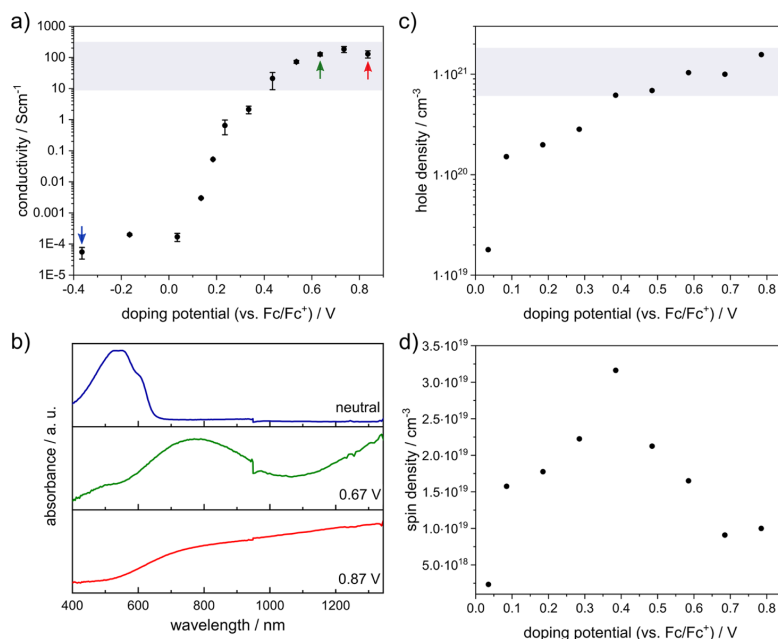 a)
conductivity / Scm⁻¹
1000
100
10
1
0.1
0.01
0.001
1E-4
1E-5
-0.4 -0.2 0.0 0.2 0.4 0.6 0.8
doping potential (vs. Fc/Fc⁺) / V
b)
absorbance / a. u.
neutral
0.67 V
0.87 V
400 600 800 1000 1200
wavelength / nm
c)
hole density / cm⁻³
1·10²¹
1·10²⁰
1·10¹⁹
0.0 0.1 0.2 0.3 0.4 0.5 0.6 0.7 0.8
doping potential (vs. Fc/Fc⁺) / V
d)
spin density / cm⁻³
3.5·10¹⁹
3.0·10¹⁹
2.5·10¹⁹
2.0·10¹⁹
1.5·10¹⁹
1.0·10¹⁹
5.0·10¹⁸
0.0 0.1 0.2 0.3 0.4 0.5 0.6 0.7 0.8
doping potential (vs. Fc/Fc⁺) / V